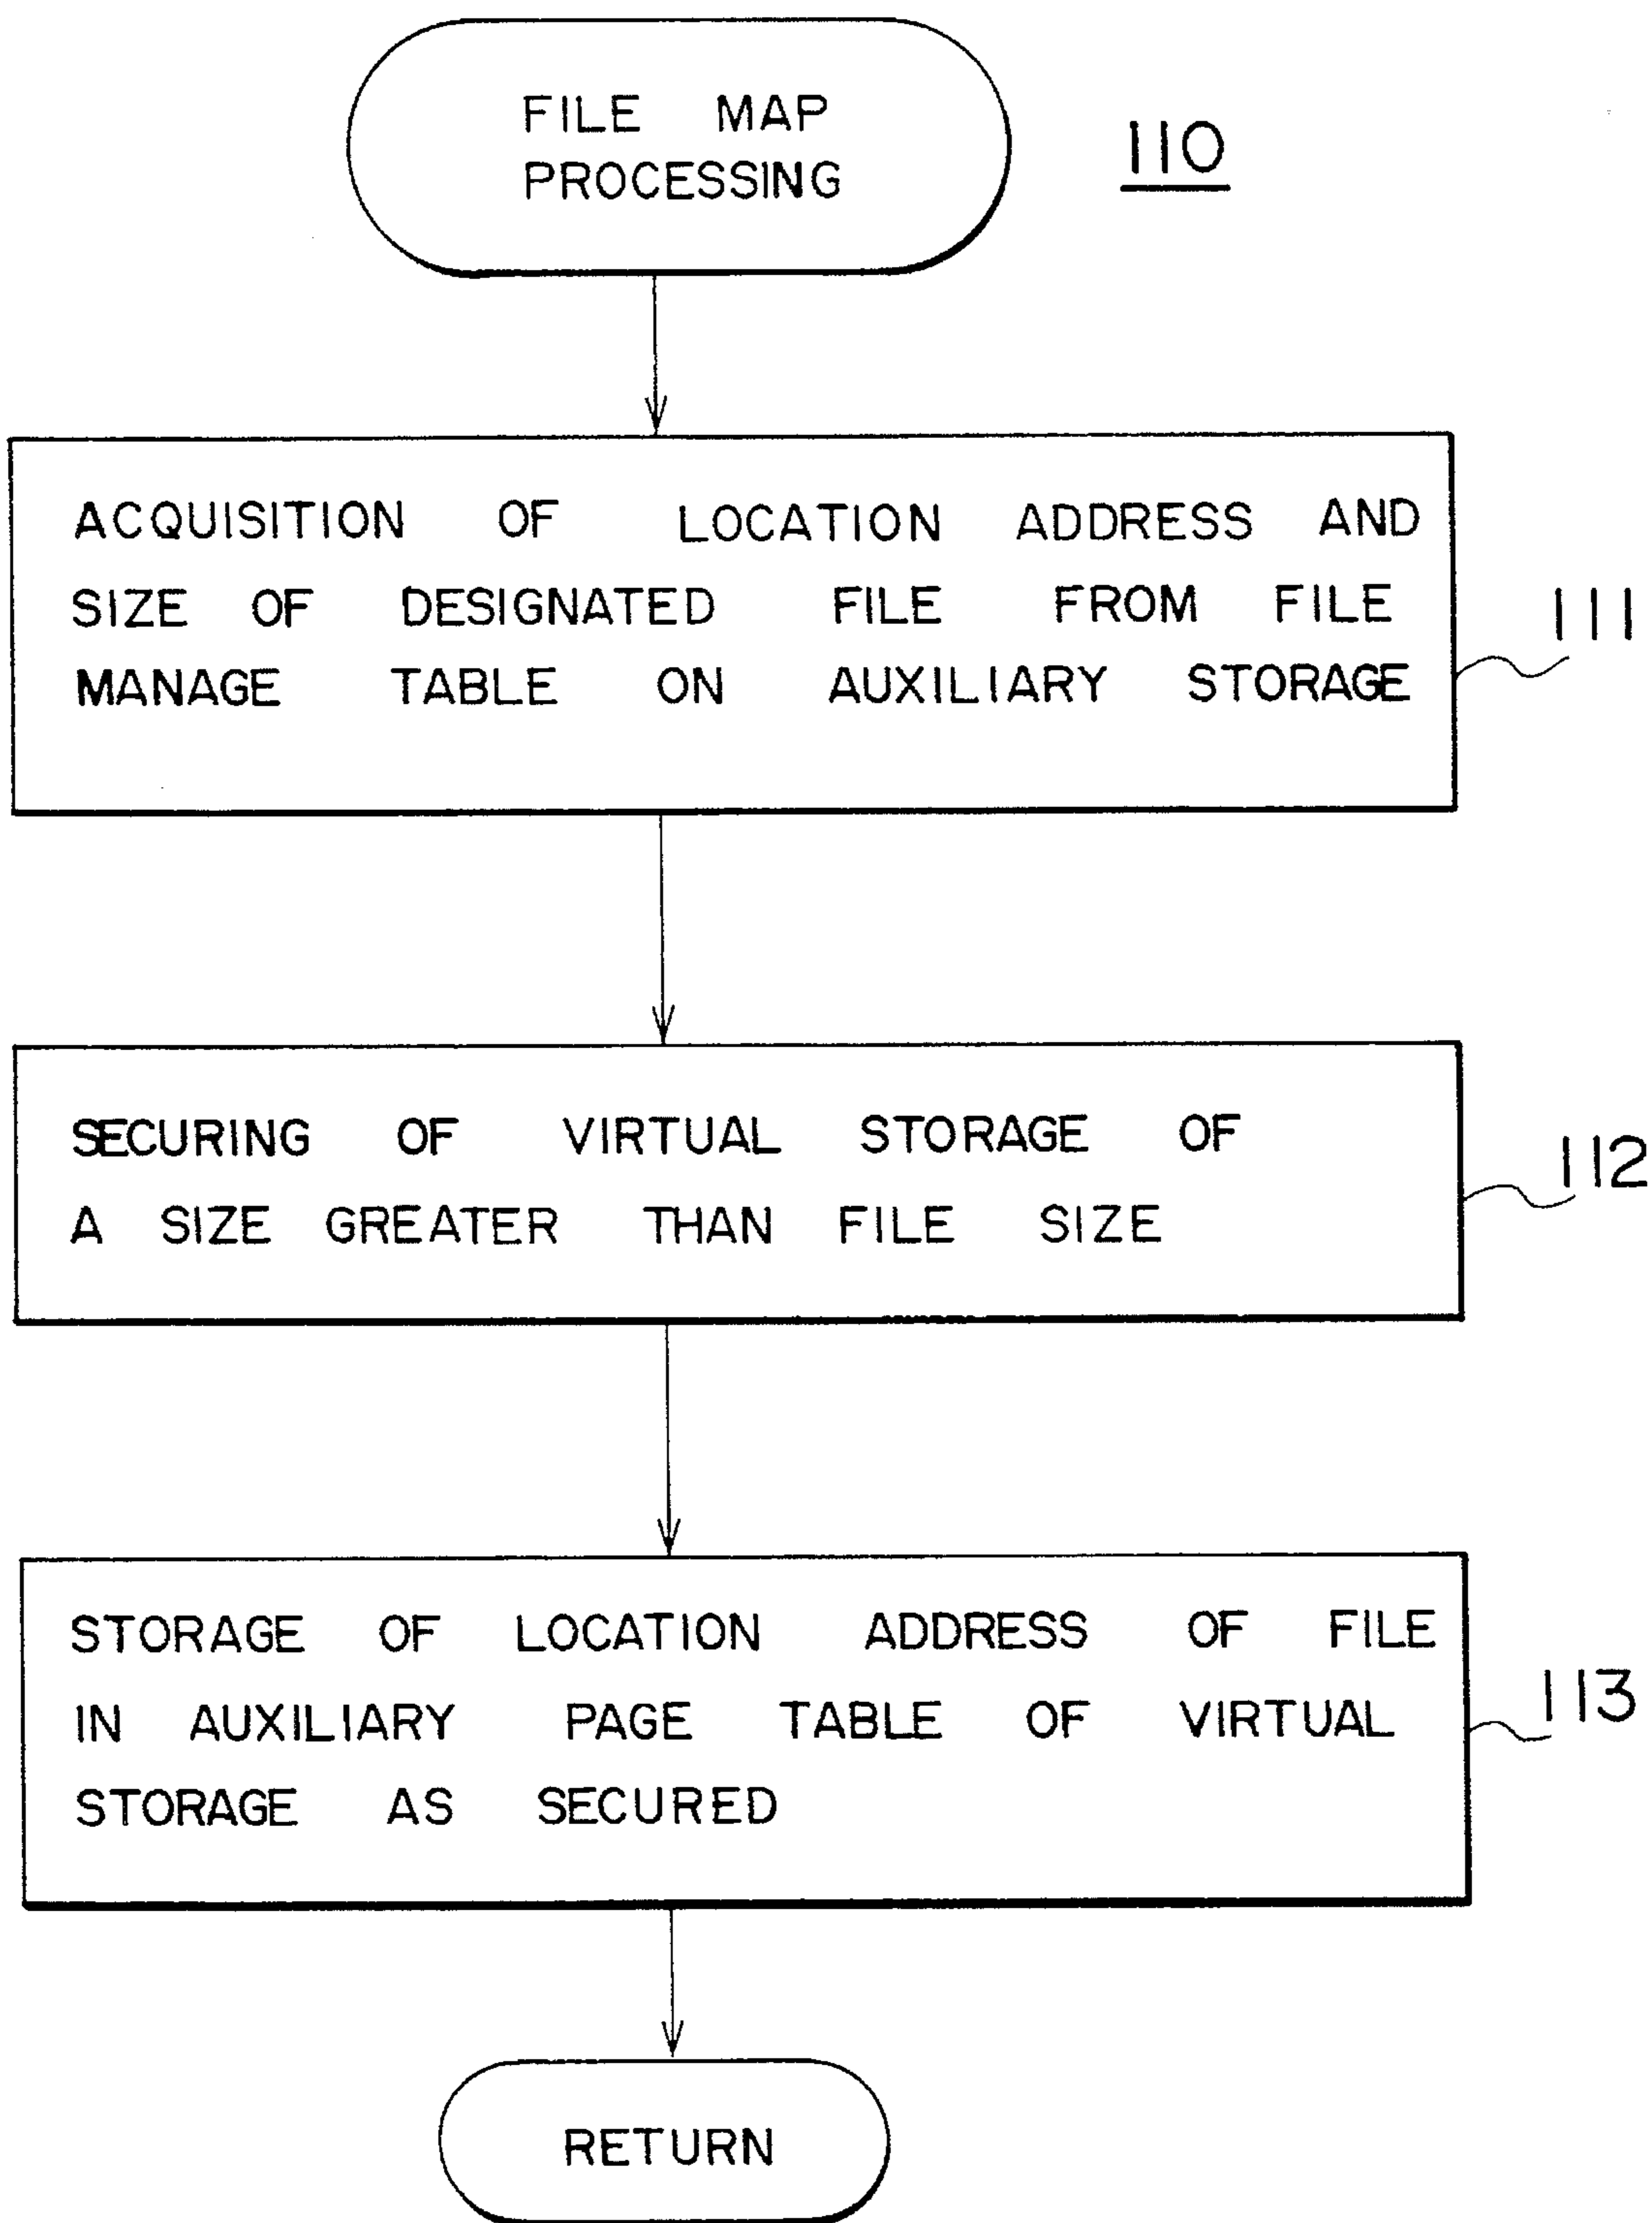 FILE MAP
PROCESSING
110
ACQUISITION OF LOCATION ADDRESS AND
SIZE OF DESIGNATED FILE FROM FILE
MANAGE TABLE ON AUXILIARY STORAGE
111
SECURING OF VIRTUAL STORAGE OF
A SIZE GREATER THAN FILE SIZE
112
STORAGE OF LOCATION ADDRESS OF FILE
IN AUXILIARY PAGE TABLE OF VIRTUAL
STORAGE AS SECURED
113
RETURN